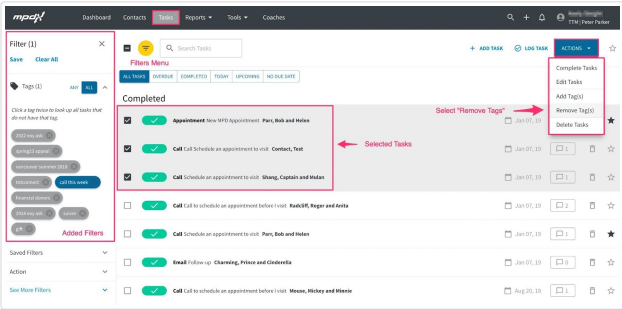 mpdx
Dashboard Contacts Tasks Reports Tools Coaches
TTM | Peter Parker
Filter (1)
Save Clear All
Search Tasks
+ ADD TASK LOG TASK ACTIONS
Filters Menu
Complete Tasks
Edit Tasks
Add Tag(s)
Remove Tag(s)
Delete Tasks
Tags (1) ANY ALL
ALL TASKS OVERDUE COMPLETED TODAY UPCOMING NO DUE DATE
Click a tag twice to look up all tasks that
do not have that tag.
Completed
Select "Remove Tags"
2022 eoy ask
spring22 appeal
vancouver summer 2018
call this week
financial donors
2018 eoy ask
gift
Added Filters
Appointment New MPD Appointment Parr, Bob and Helen Jan 07, 19
Call Call Schedule an appointment to visit Contact, Test Jan 07, 19 1
Selected Tasks
Call Schedule an appointment to visit Shang, Captain and Mulan Jan 07, 19 1
Call Call to schedule an appointment before I visit Radcliff, Roger and Anita Jan 07, 19 2
Call Schedule an appointment to visit Parr, Bob and Helen Jan 07, 19 1
Saved Filters
Email Follow up Charming, Prince and Cinderella Jan 07, 19 0
Action
See More Filters
Call Call to schedule an appointment before I visit Mouse, Mickey and Minnie Aug 20, 18 1